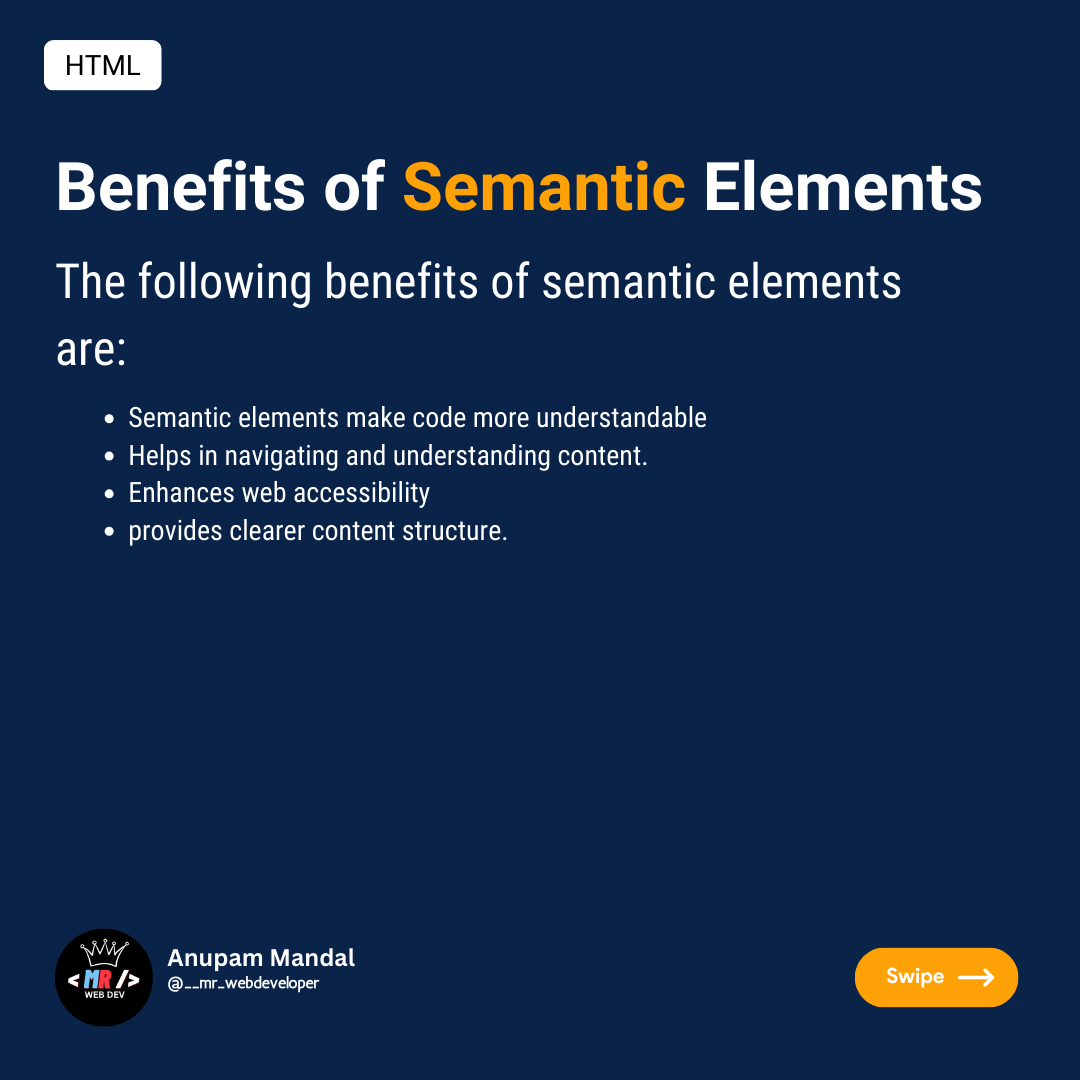 HTML
Benefits of Semantic Elements
The following benefits of semantic elements
are:
• Semantic elements make code more understandable
• Helps in navigating and understanding content.
• Enhances web accessibility
• provides clearer content structure.
< MR />
WEB DEV
Anupam Mandal
@__mr_webdeveloper
Swipe